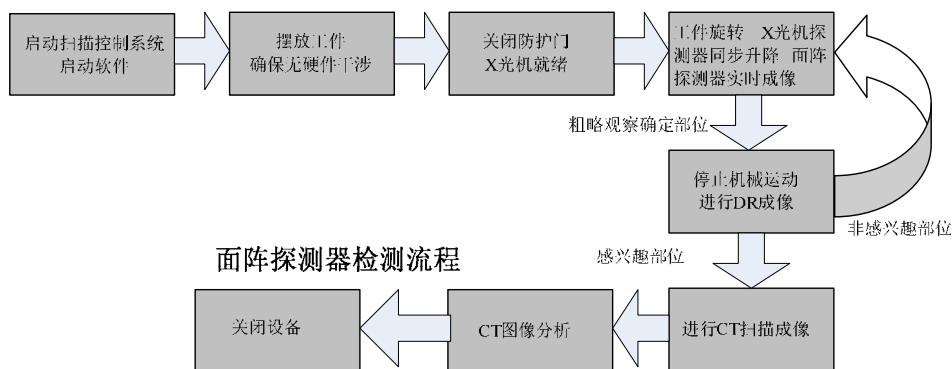 启动扫描控制系统
启动软件
摆放工件
确保无硬件干涉
关闭防护门
X光机就绪
工件旋转 X光机探
测器同步升降 面阵
探测器实时成像
粗略观察确定部位
停止机械运动
进行DR成像
非感兴趣部位
感兴趣部位
面阵探测器检测流程
进行CT扫描成像
CT图像分析
关闭设备